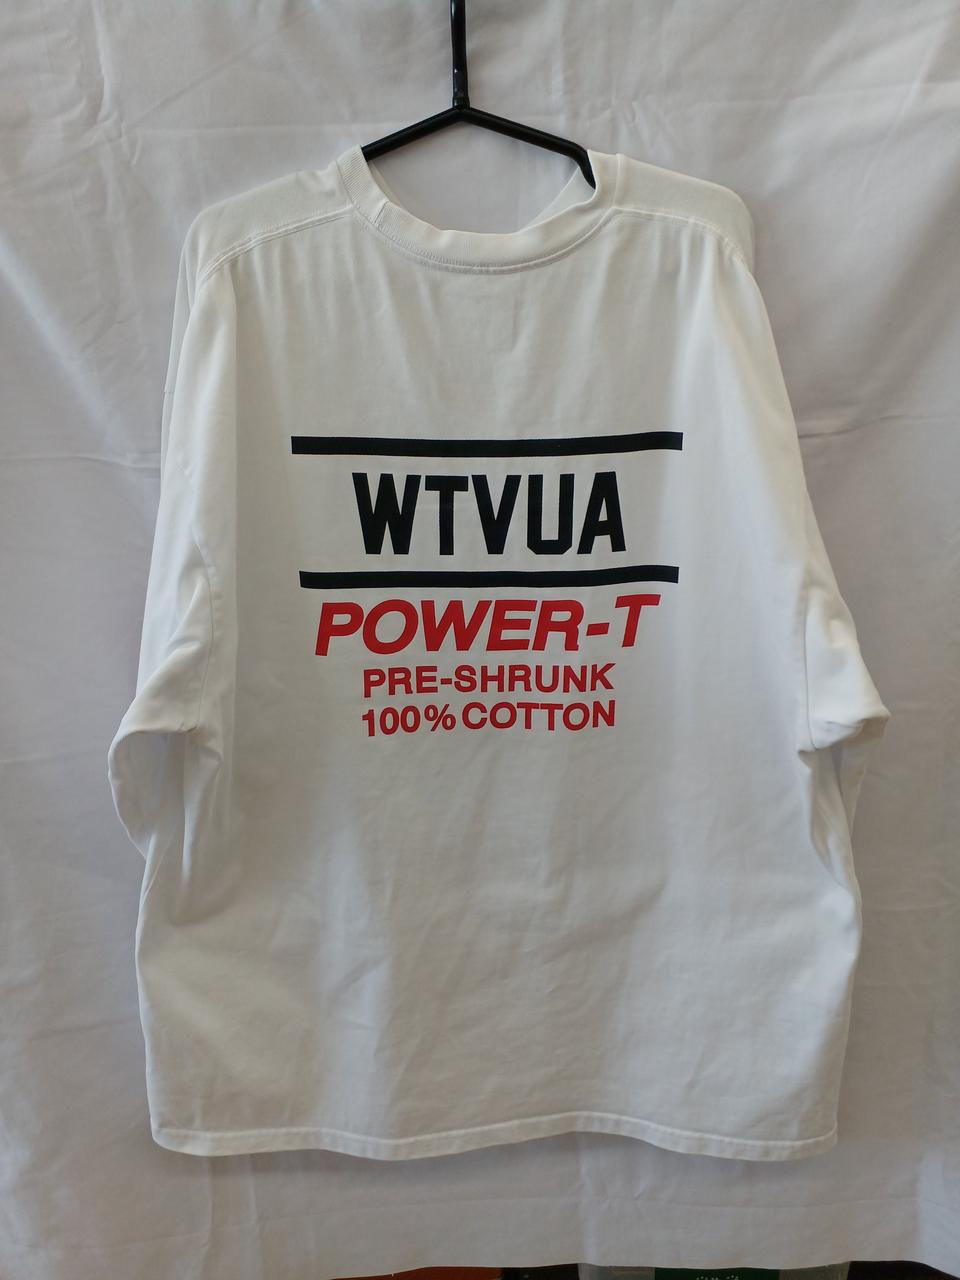 WTVUA
POWER-T
PRE-SHRUNK
100% COTTON